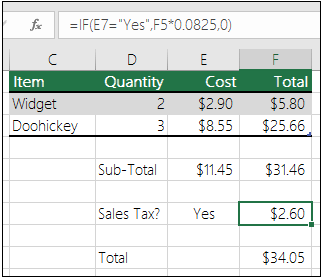 fx =IF(E7="Yes",F5*0.0825,0)
C D E F
Item Quantity Cost Total
Widget 2 $2.90 $5.80
Doohickey 3 $8.55 $25.66
Sub-Total $11.45 $31.46
Sales Tax? Yes $2.60
Total $34.05